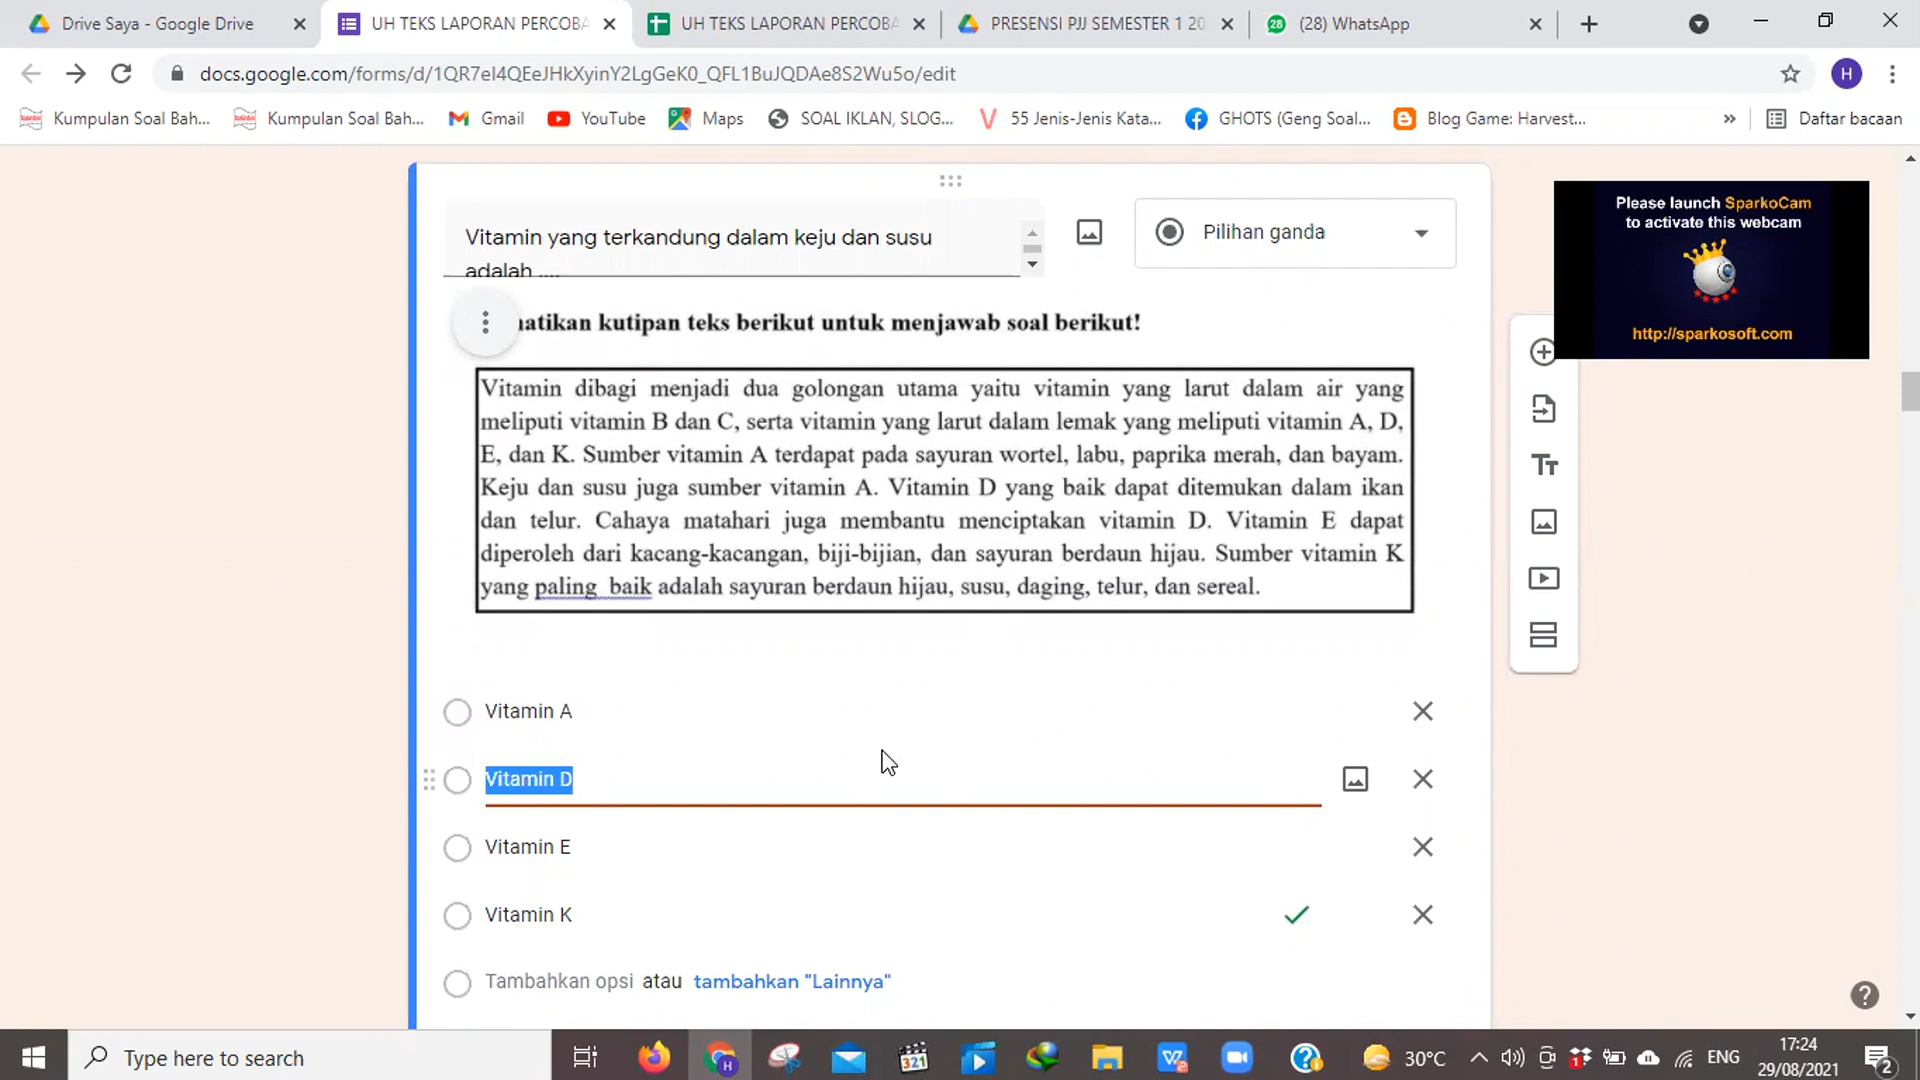 Drive Saya - Google Drive
UH TEKS LAPORAN PERCOBA
UH TEKS LAPORAN PERCOBA
PRESENSI PJJ SEMESTER 1 20
28
(28) WhatsApp
docs.google.com/forms/d/1QR7eI4QEeJHkXyinY2LgGeK0_QFL1BuJQDAe8S2Wu5o/edit
H
Kumpulan Soal Bah...
Kumpulan Soal Bah...
Gmail
YouTube
Maps
SOAL IKLAN, SLOG...
55 Jenis-Jenis Kata...
GHOTS (Geng Soal...
Blog Game: Harvest...
Daftar bacaan
Vitamin yang terkandung dalam keju dan susu
adalah ....
Pilihan ganda
Please launch SparkoCam
to activate this webcam
http://sparkosoft.com
hatikan kutipan teks berikut untuk menjawab soal berikut!
Vitamin dibagi menjadi dua golongan utama yaitu vitamin yang larut dalam air yang
meliputi vitamin B dan C, serta vitamin yang larut dalam lemak yang meliputi vitamin A, D,
E, dan K. Sumber vitamin A terdapat pada sayuran wortel, labu, paprika merah, dan bayam.
Keju dan susu juga sumber vitamin A. Vitamin D yang baik dapat ditemukan dalam ikan
dan telur. Cahaya matahari juga membantu menciptakan vitamin D. Vitamin E dapat
diperoleh dari kacang-kacangan, biji-bijian, dan sayuran berdaun hijau. Sumber vitamin K
yang paling baik adalah sayuran berdaun hijau, susu, daging, telur, dan sereal.
Tт
Vitamin A
Vitamin D
Vitamin E
Vitamin K
Tambahkan opsi atau tambahkan "Lainnya"
Type here to search
H
321
30°C
1
ENG
17:24
29/08/2021
2